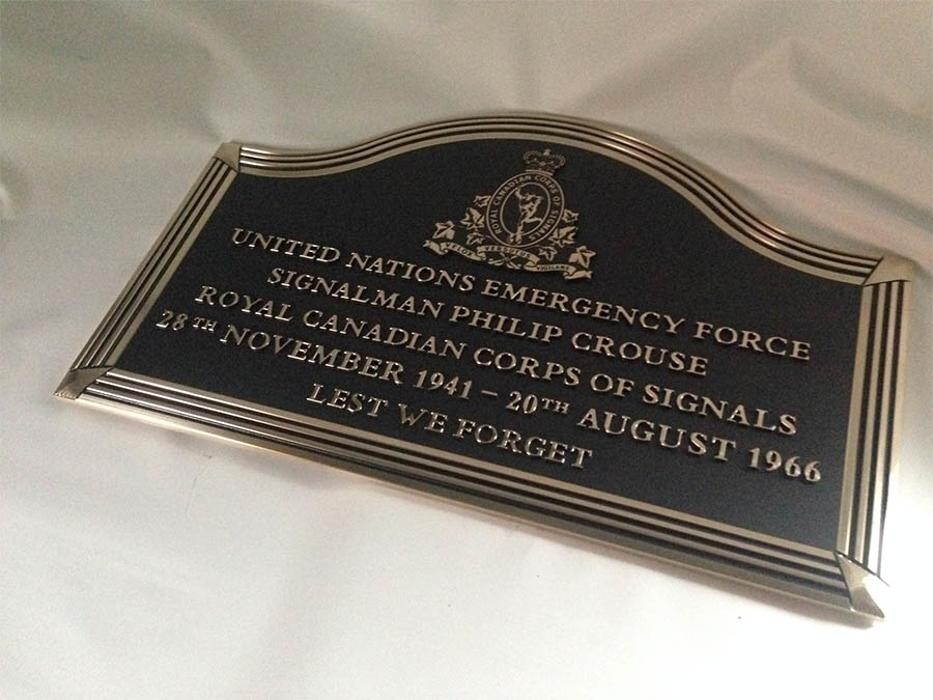 ROYAL CANADIAN CORPS OF SIGNALS
VELOX VERSUTUS VIGILANS
UNITED NATIONS EMERGENCY FORCE
SIGNALMAN PHILIP CROUSE
ROYAL CANADIAN CORPS OF SIGNALS
28TH NOVEMBER 1941 – 20TH AUGUST 1966
LEST WE FORGET